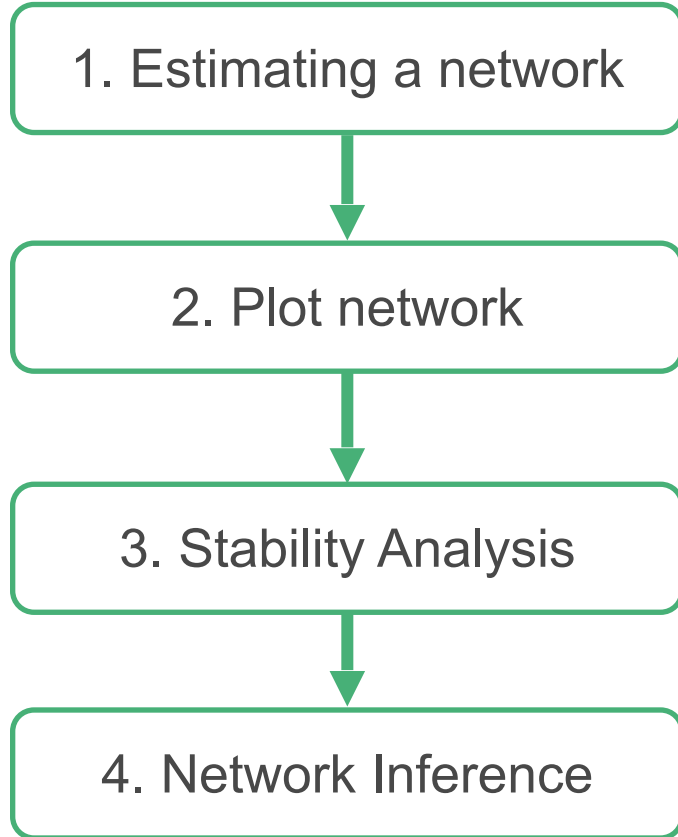 1. Estimating a network
2. Plot network
3. Stability Analysis
4. Network Inference